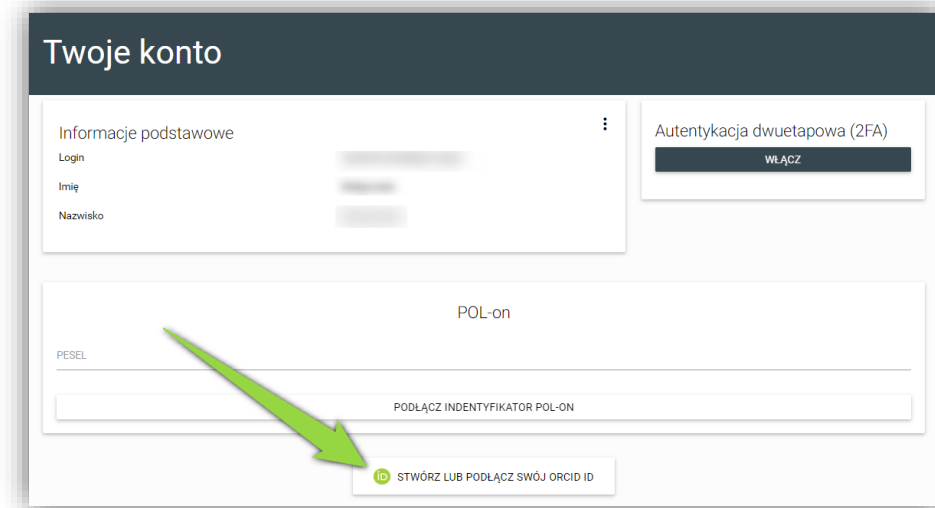 Twoje konto
Informacje podstawowe
Login
Imię
Nazwisko
Autentykacja dwuetapowa (2FA)
WŁĄCZ
POL-on
PESEL
PODŁĄCZ INDENTYFIKATOR POL-ON
iD STWÓRZ LUB PODŁĄCZ SWÓJ ORCID ID